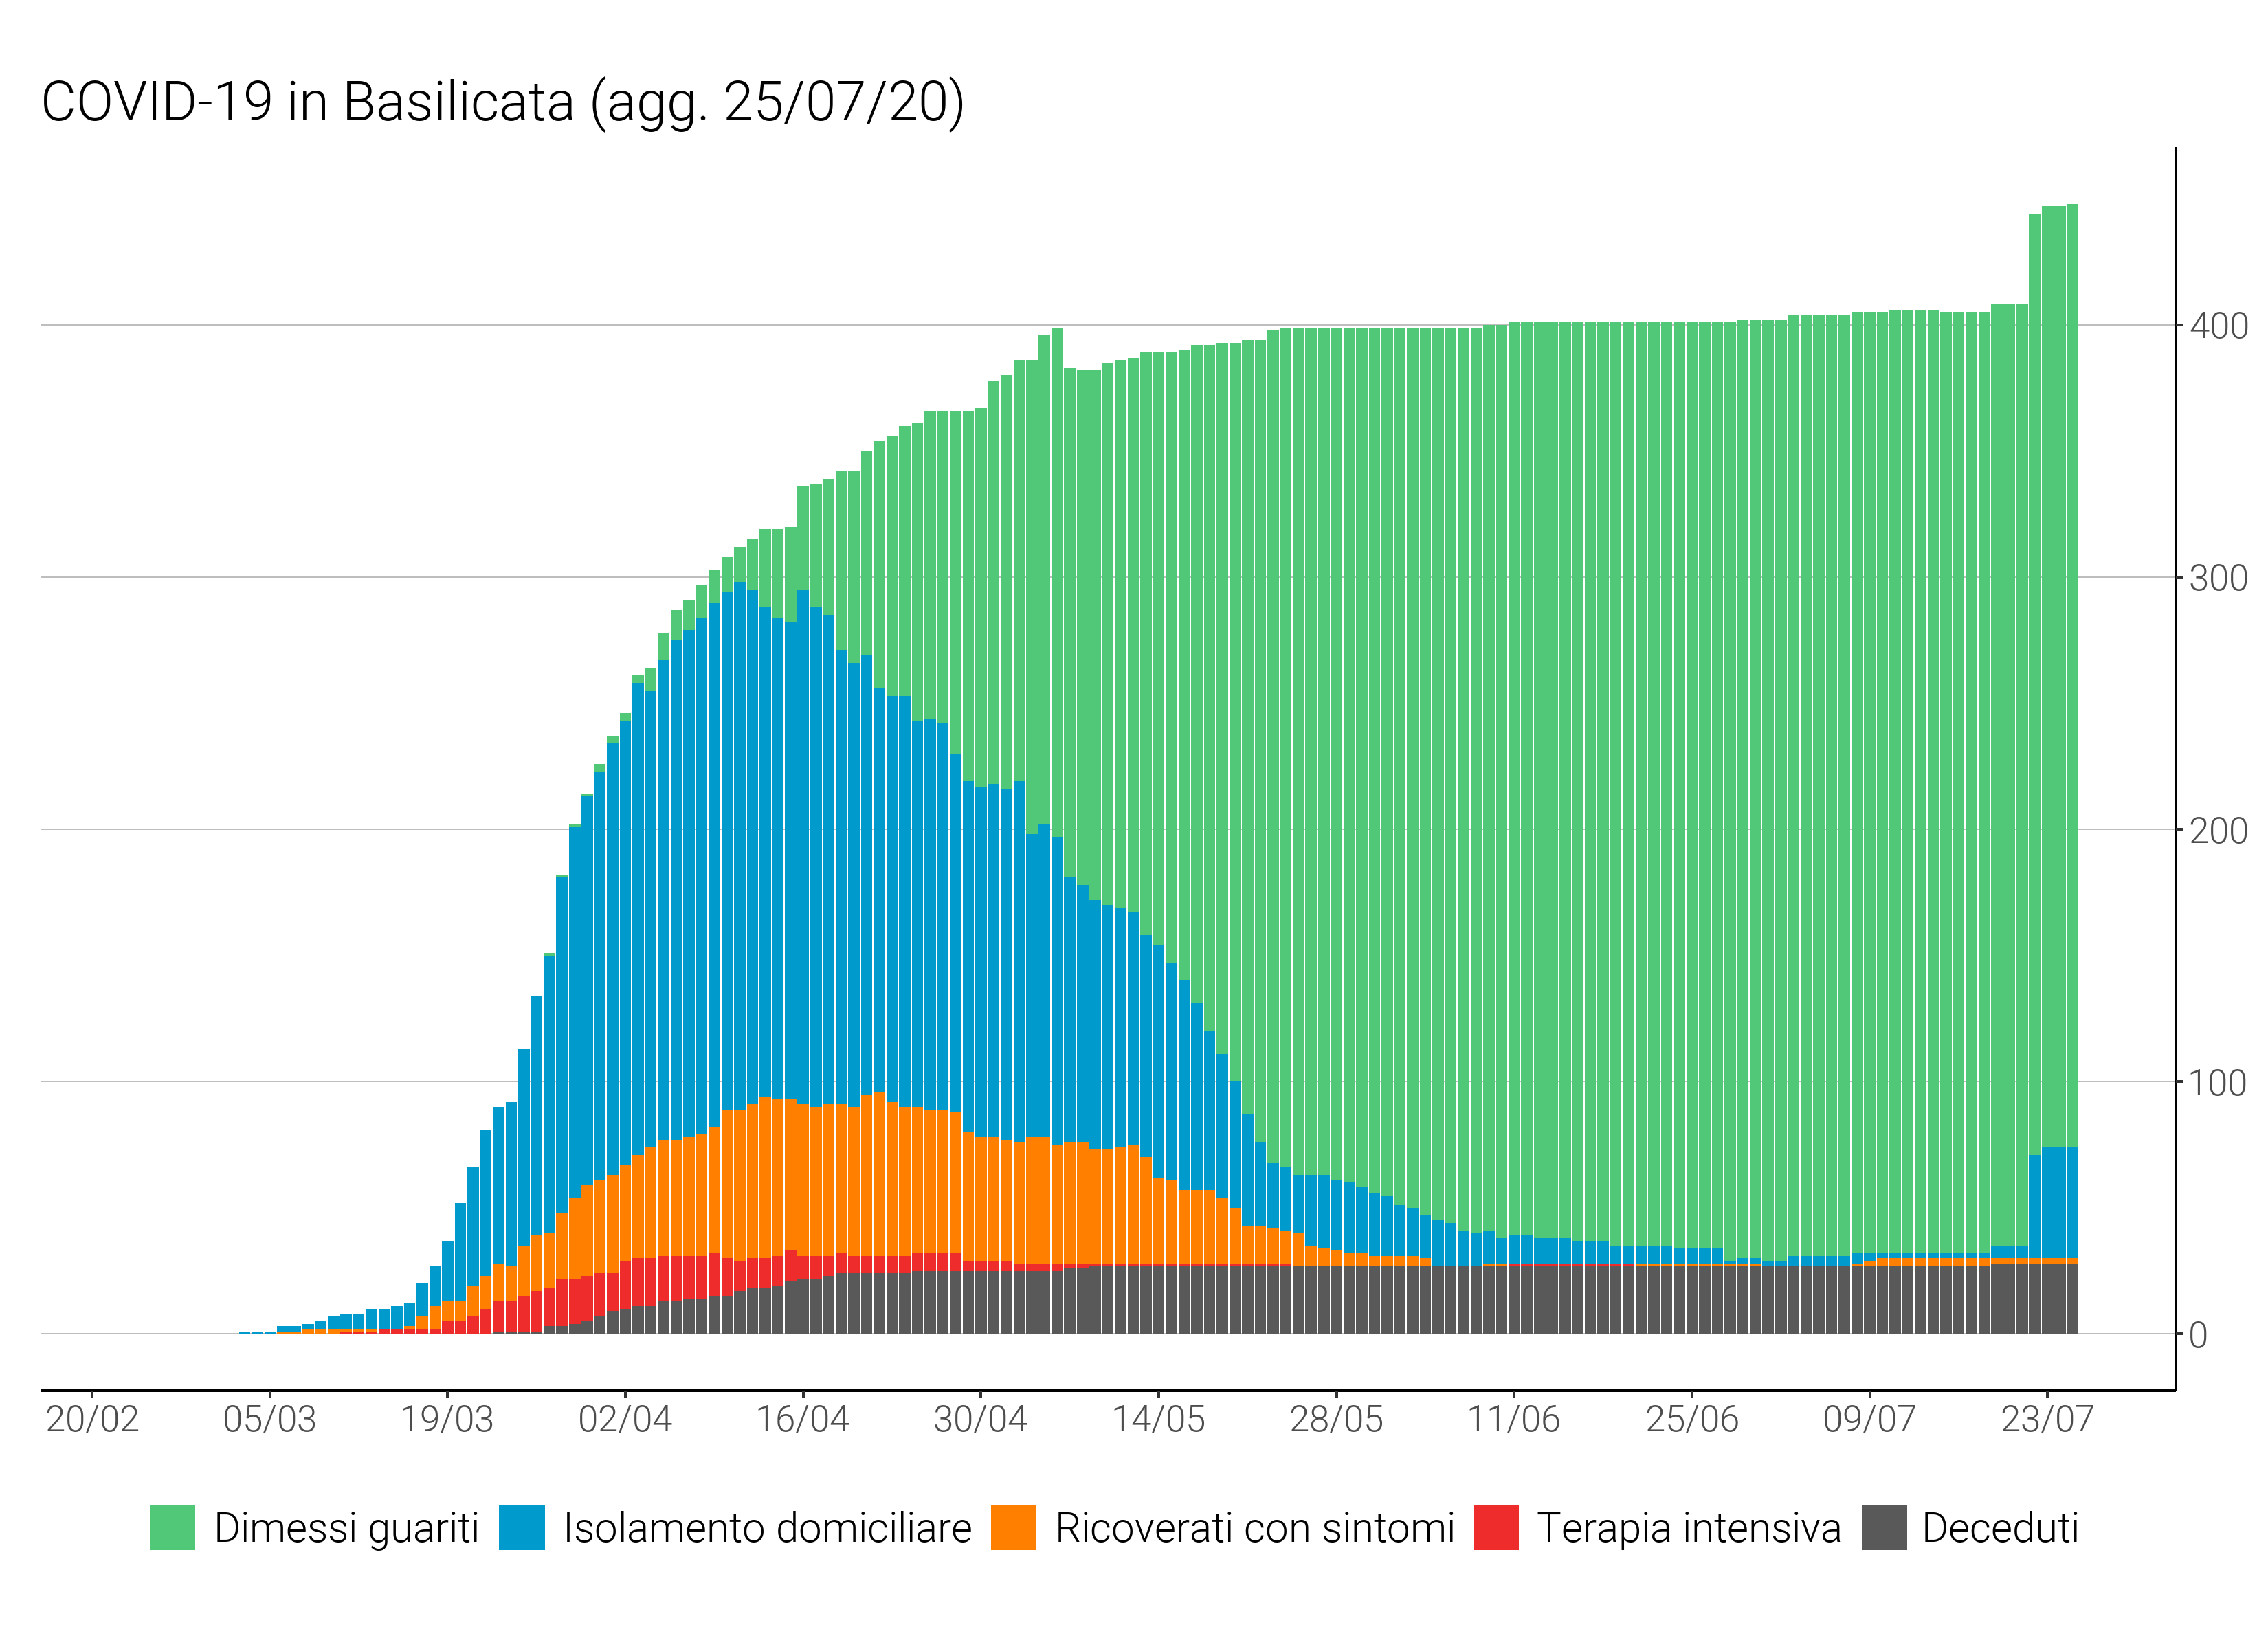 COVID-19 in Basilicata (agg. 25/07/20)
400
300
200
100
0
20/02 05/03 19/03 02/04 16/04 30/04 14/05 28/05 11/06 25/06 09/07 23/07
Dimessi guariti Isolamento domiciliare Ricoverati con sintomi Terapia intensiva Deceduti